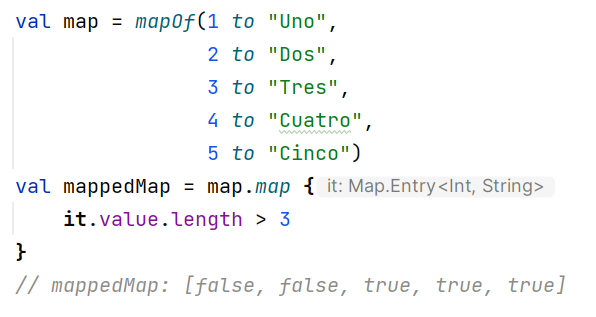 val map = mapOf(1 to "Uno",
                2 to "Dos",
                3 to "Tres",
                4 to "Cuatro",
                5 to "Cinco")
val mappedMap = map.map { it: Map.Entry<Int, String>
    it.value.length > 3
}
// mappedMap: [false, false, true, true, true]